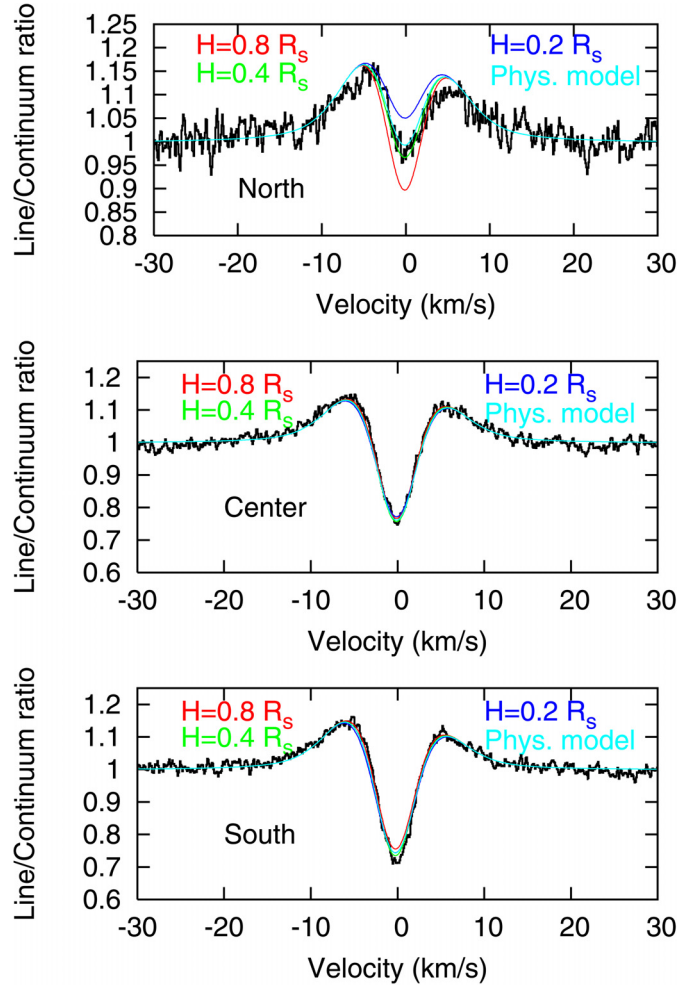 1.25
1.2
1.15
1.1
1.05
1
0.95
0.9
0.85
0.8
Line/Continuum ratio
H=0.8 Rs H=0.2 Rs
H=0.4 Rs Phys. model
North
-30 -20 -10 0 10 20 30
Velocity (km/s)
1.2
1.1
1
0.9
0.8
0.7
0.6
Line/Continuum ratio
H=0.8 Rs H=0.2 Rs
H=0.4 Rs Phys. model
Center
-30 -20 -10 0 10 20 30
Velocity (km/s)
1.2
1.1
1
0.9
0.8
0.7
0.6
Line/Continuum ratio
H=0.8 Rs H=0.2 Rs
H=0.4 Rs Phys. model
South
-30 -20 -10 0 10 20 30
Velocity (km/s)